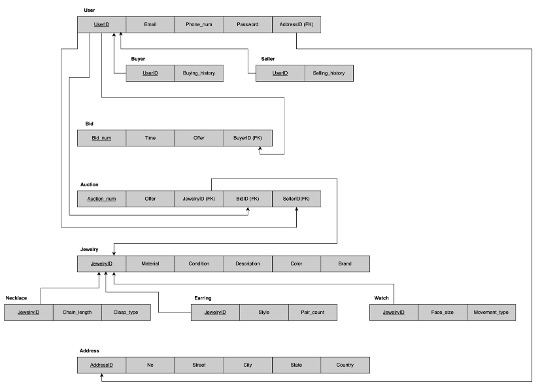 User
UserID Email Phone_num Password AddressID (FK)
Buyer Seller
UserID Buying_history UserID Selling_history
Bid
Bid_num Time Offer BuyerID (FK)
Auction
Auction_num Offer JewelryID (FK) BidID (FK) SellerID(FK)
Jewelry
JewelryID Material Condition Description Color Brand
Necklace Earring Watch
JewelryID Chain_length Clasp_type JewelryID Style Pair_count JewelryID Face_size Movement_type
Address
AddressID No Street City State Country